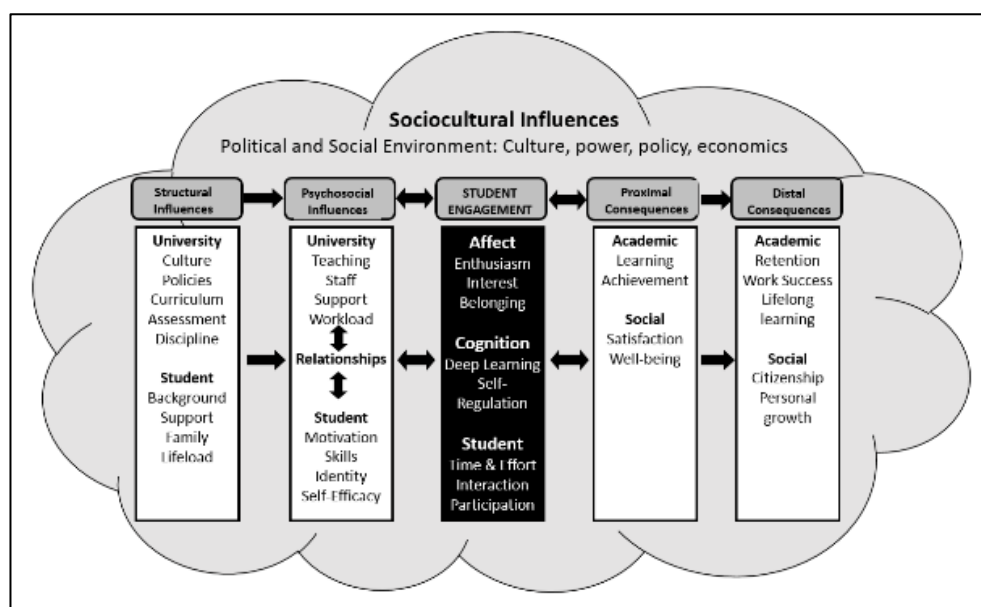 Sociocultural Influences
Political and Social Environment: Culture, power, policy, economics
Structural
Influences
Psychosocial
Influences
STUDENT
ENGAGEMENT
Proximal
Consequences
Distal
Consequences
University
Culture
Policies
Curriculum
Assessment
Discipline
Student
Background
Support
Family
Lifeload
University
Teaching
Staff
Support
Workload
Relationships
Student
Motivation
Skills
Identity
Self-Efficacy
Affect
Enthusiasm
Interest
Belonging
Cognition
Deep Learning
Self-
Regulation
Student
Time & Effort
Interaction
Participation
Academic
Learning
Achievement
Social
Satisfaction
Well-being
Academic
Retention
Work Success
Lifelong
learning
Social
Citizenship
Personal
growth